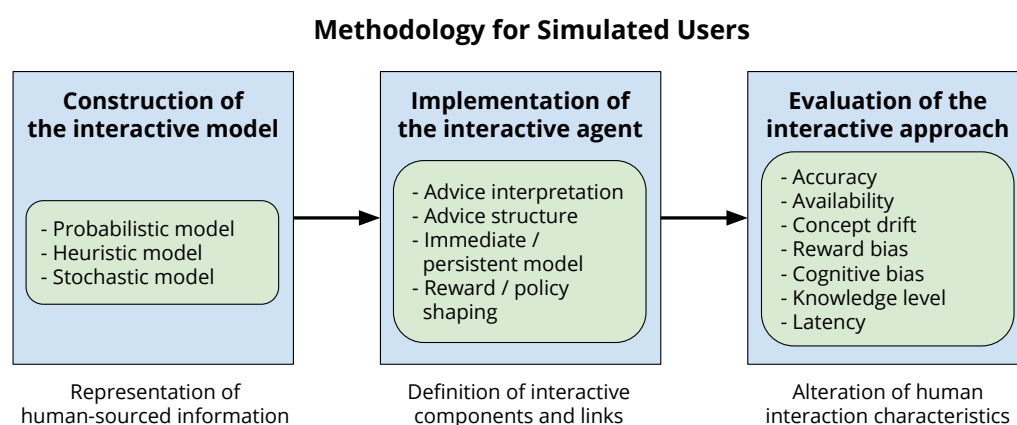 Methodology for Simulated Users
Construction of
the interactive model
- Probabilistic model
- Heuristic model
- Stochastic model
Representation of
human-sourced information
Implementation of
the interactive agent
- Advice interpretation
- Advice structure
- Immediate /
persistent model
- Reward / policy
shaping
Definition of interactive
components and links
Evaluation of the
interactive approach
- Accuracy
- Availability
- Concept drift
- Reward bias
- Cognitive bias
- Knowledge level
- Latency
Alteration of human
interaction characteristics